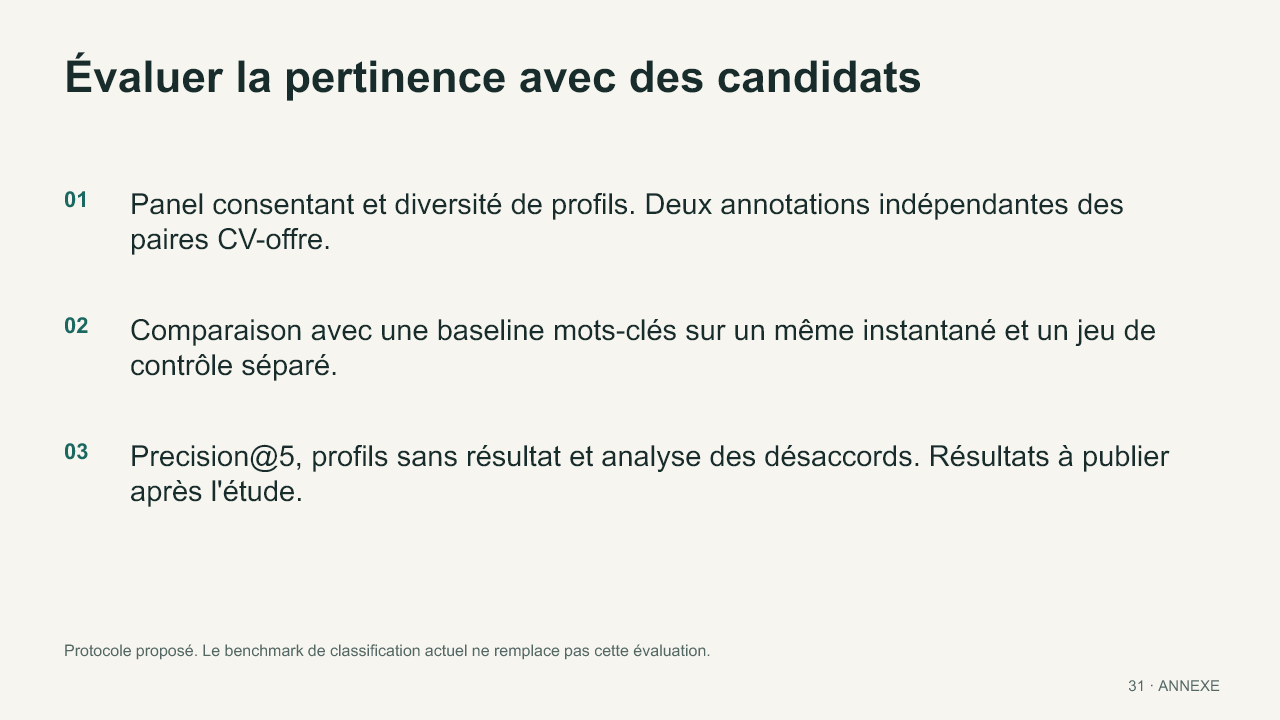 Évaluer la pertinence avec des candidats
01
Panel consentant et diversité de profils. Deux annotations indépendantes des
paires CV-offre.
02
Comparaison avec une baseline mots-clés sur un même instantané et un jeu de
contrôle séparé.
03
Precision@5, profils sans résultat et analyse des désaccords. Résultats à publier
après l'étude.
Protocole proposé. Le benchmark de classification actuel ne remplace pas cette évaluation.
31 · ANNEXE